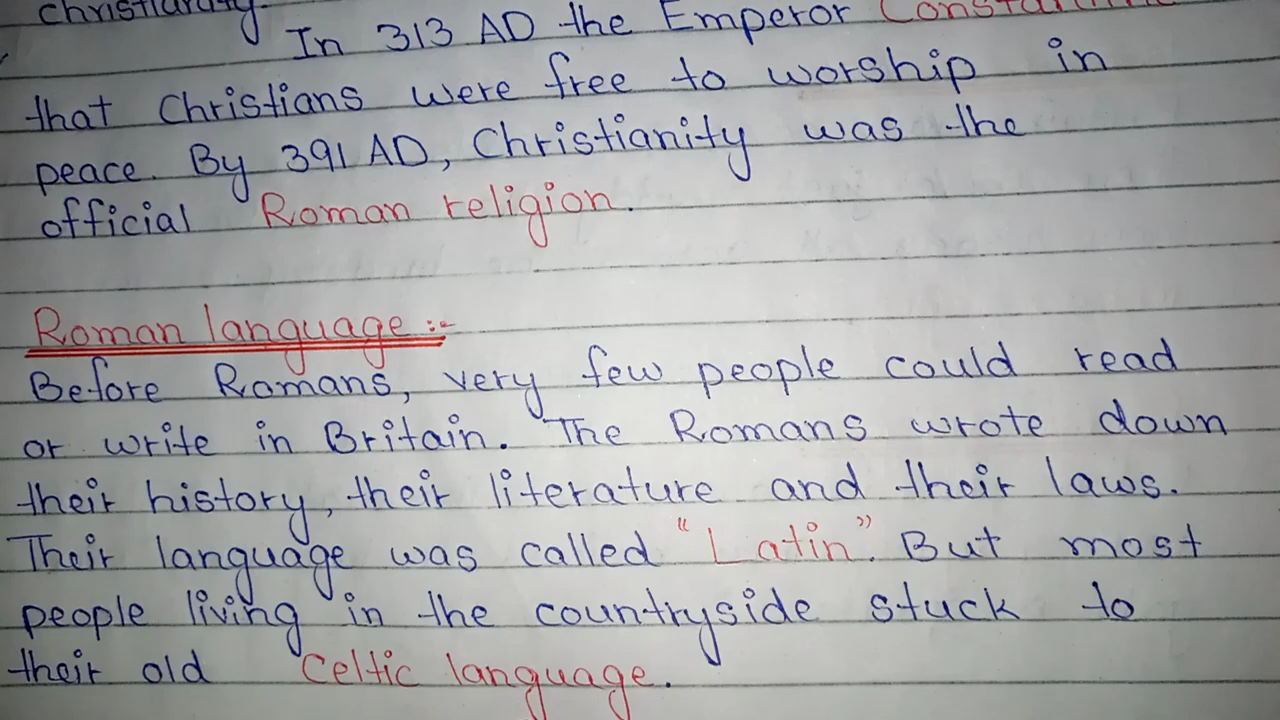 christianity.
In 313 AD the Emperor Constantine
that Christians were free to worship in
peace. By 391 AD, Christianity was the
official Roman religion.
Roman language :-
Before Romans, very few people could read
or write in Britain. The Romans wrote down
their history, their literature and their laws.
Their language was called "Latin". But most
people living in the countryside stuck to
their old Celtic language.